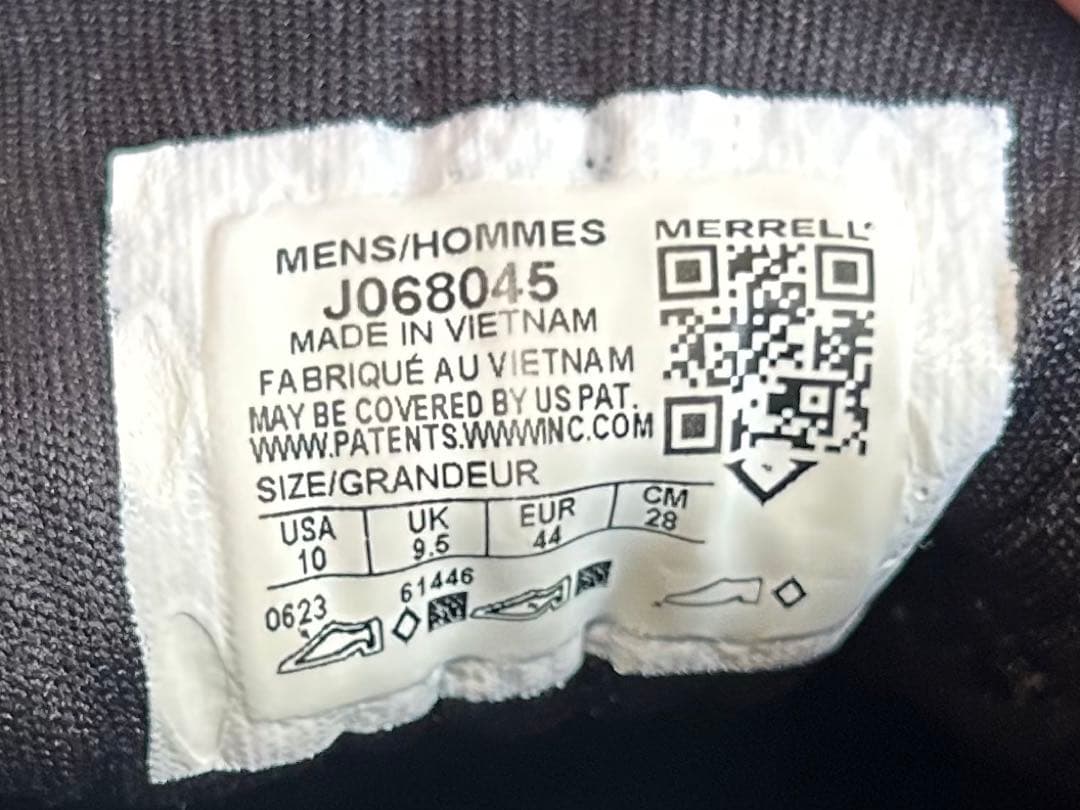 MENS/HOMMES
J068045
MADE IN VIETNAM
FABRIQUÉ AU VIETNAM
MAY BE COVERED BY US PAT.
WWW.PATENTS.WWWINC.COM
MERRELL
SIZE/GRANDEUR
USA UK EUR CM
10 9.5 44 28
0623 61446